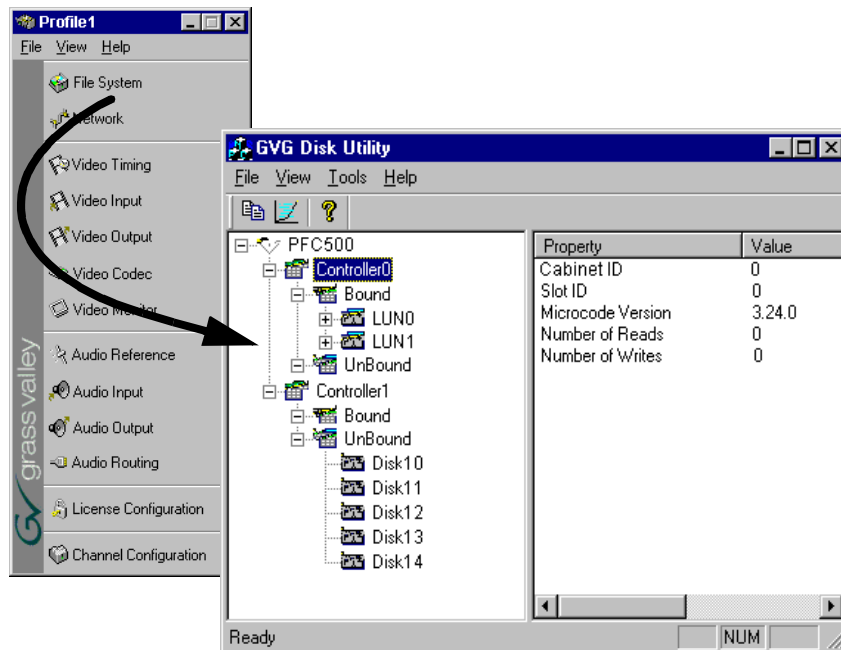 Profile1
File View Help
File System
Network
Video Timing
Video Input
Video Output
Video Codec
Video Monitor
Audio Reference
Audio Input
Audio Output
Audio Routing
License Configuration
Channel Configuration
grass valley
GVG Disk Utility
File View Tools Help
PFC500
Controller0
Bound
LUN0
LUN1
UnBound
Controller1
Bound
UnBound
Disk10
Disk11
Disk12
Disk13
Disk14
Property Value
Cabinet ID 0
Slot ID 0
Microcode Version 3.24.0
Number of Reads 0
Number of Writes 0
Ready NUM